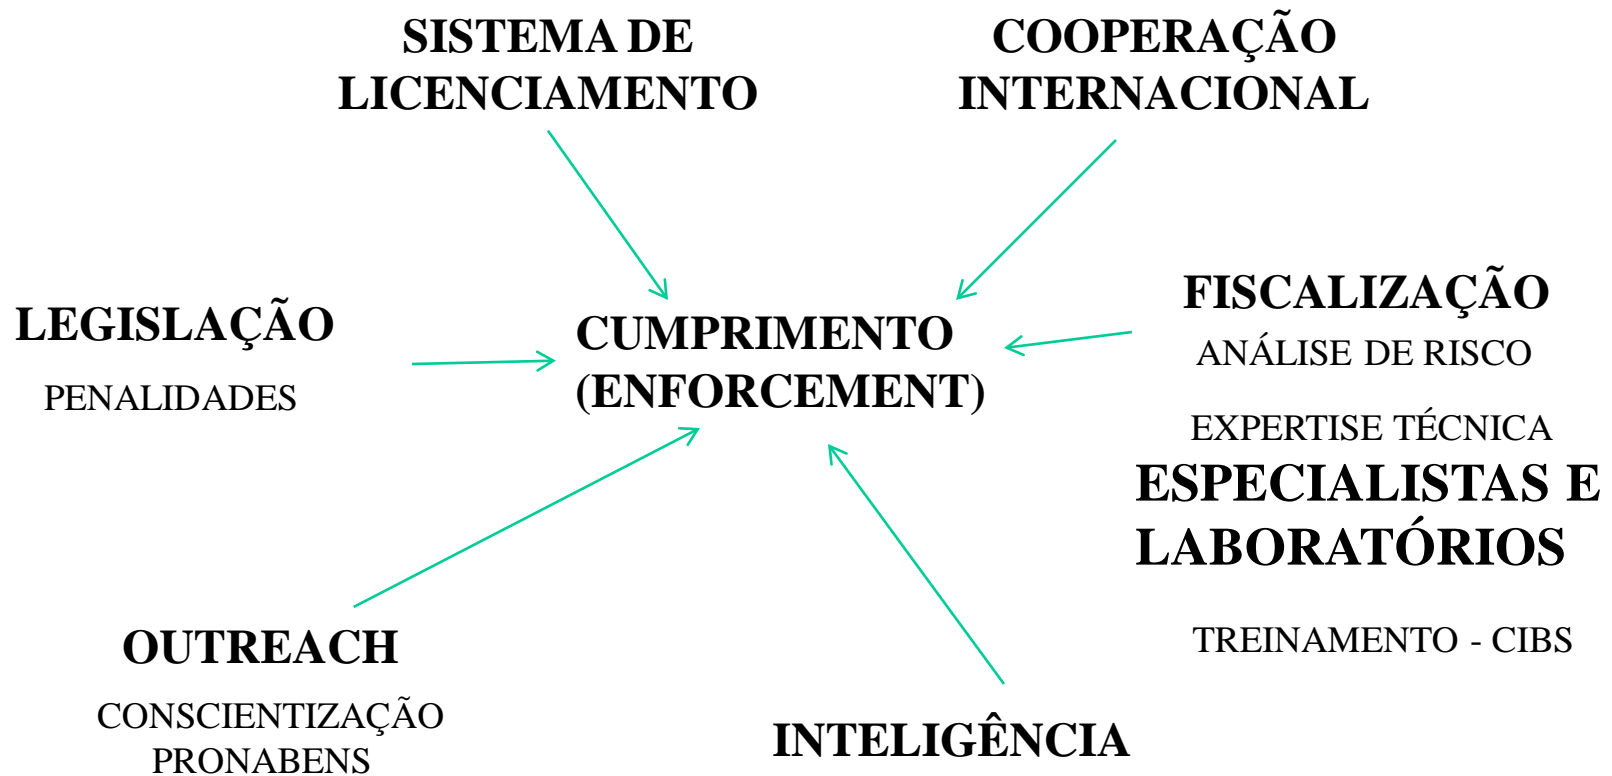 SISTEMA DE
LICENCIAMENTO
COOPERAÇÃO
INTERNACIONAL
LEGISLAÇÃO
PENALIDADES
CUMPRIMENTO
(ENFORCEMENT)
FISCALIZAÇÃO
ANÁLISE DE RISCO
EXPERTISE TÉCNICA
ESPECIALISTAS E
LABORATÓRIOS
TREINAMENTO - CIBS
OUTREACH
CONSCIENTIZAÇÃO
PRONABENS
INTELIGÊNCIA